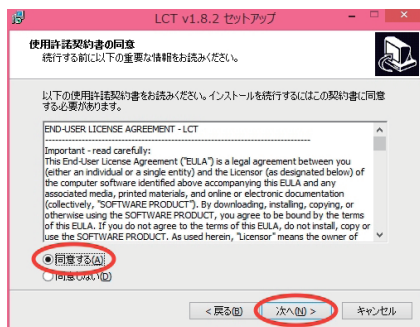 LCT v1.8.2 セットアップ
使用許諾契約書の同意
続行する前に以下の重要な情報をお読みください。
以下の使用許諾契約書をお読みください。インストールを続行するにはこの契約書に同意
する必要があります。
END-USER LICENSE AGREEMENT - LCT
Important - read carefully:
This End-User License Agreement ("EULA") is a legal agreement between you
(either an individual or a single entity) and the Licensor (as designated below) of
the computer software identified above accompanying this EULA and any
associated media, printed materials, and online or electronic documentation
(collectively, "SOFTWARE PRODUCT"). By downloading, installing, copying, or
otherwise using the SOFTWARE PRODUCT, you agree to be bound by the terms
of this EULA. If you do not agree to the terms of this EULA, do not install, copy or
use the SOFTWARE PRODUCT. As used herein, "Licensor" means the owner of
同意する(A)
同意しない(D)
< 戻る(B) 次へ(N) > キャンセル